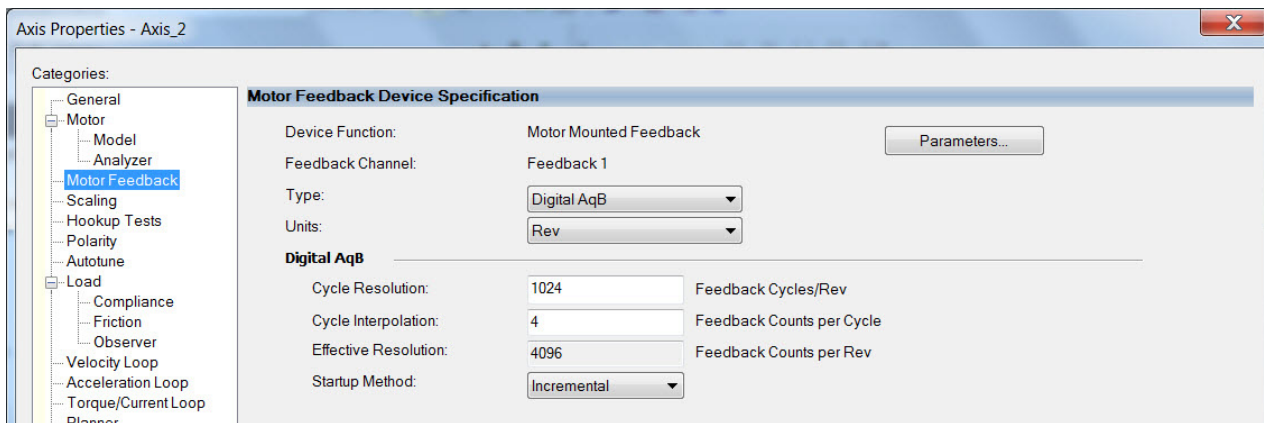 Axis Properties - Axis_2
X
Categories:
General
Motor
Model
Analyzer
Motor Feedback
Scaling
Hookup Tests
Polarity
Autotune
Load
Compliance
Friction
Observer
Velocity Loop
Acceleration Loop
Torque/Current Loop
Planner
Motor Feedback Device Specification
Device Function: Motor Mounted Feedback Parameters...
Feedback Channel: Feedback 1
Type: Digital AqB
Units: Rev
Digital AqB
Cycle Resolution: 1024 Feedback Cycles/Rev
Cycle Interpolation: 4 Feedback Counts per Cycle
Effective Resolution: 4096 Feedback Counts per Rev
Startup Method: Incremental